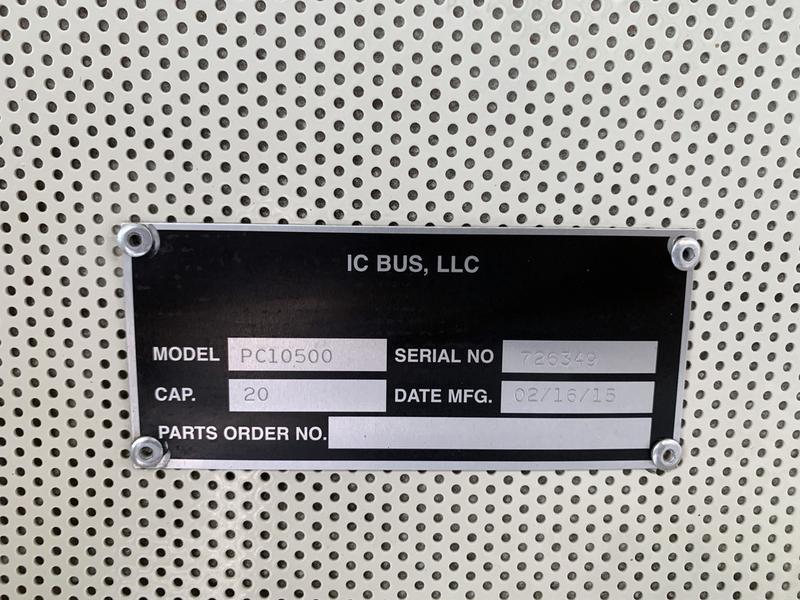 IC BUS, LLC
MODEL PC10500 SERIAL NO 726349
CAP. 20 DATE MFG. 02/16/15
PARTS ORDER NO.